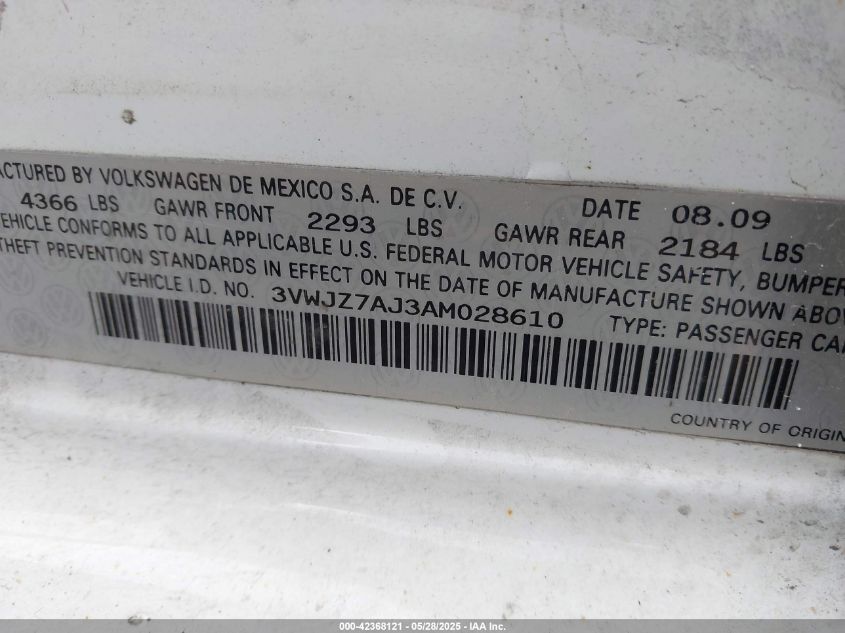 ACTURED BY VOLKSWAGEN DE MEXICO S.A. DE C.V. DATE 08.09
4366 LBS GAWR FRONT 2293 LBS GAWR REAR 2184 LBS
VEHICLE CONFORMS TO ALL APPLICABLE U.S. FEDERAL MOTOR VEHICLE SAFETY, BUMPER
THEFT PREVENTION STANDARDS IN EFFECT ON THE DATE OF MANUFACTURE SHOWN ABOV
VEHICLE I.D. NO. 3VWJZ7AJ3AM028610 TYPE: PASSENGER CAR
COUNTRY OF ORIGIN
000-42368121 - 05/28/2025 - IAA Inc.